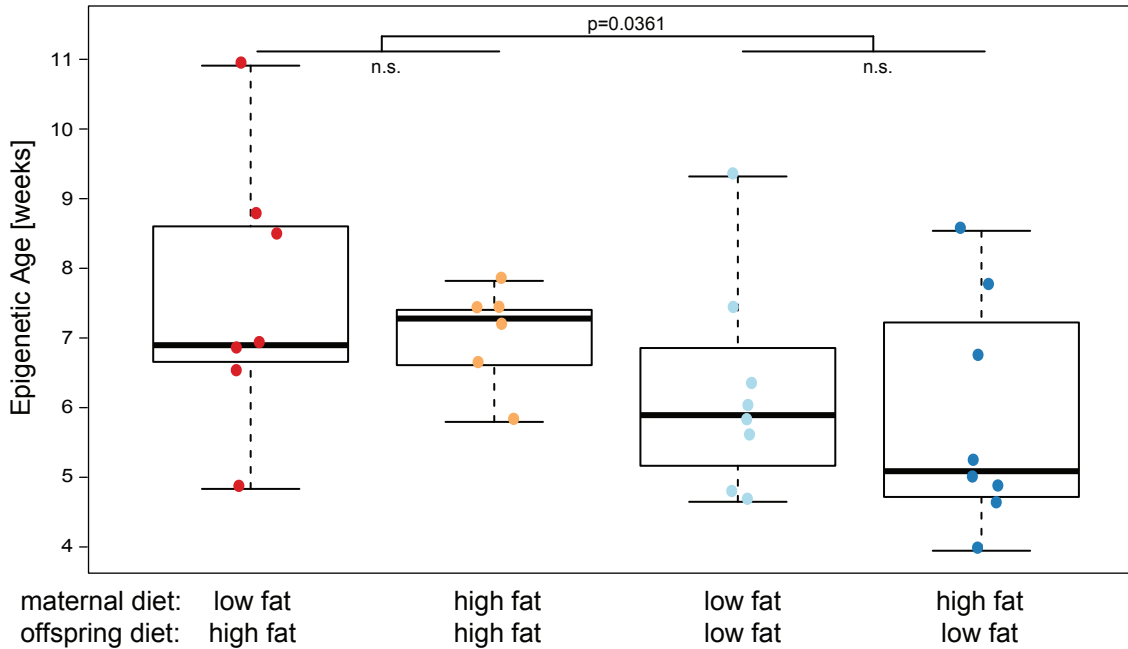 p=0.0361
n.s. n.s.
Epigenetic Age [weeks]
11
10
9
8
7
6
5
4
maternal diet: low fat high fat low fat high fat
offspring diet: high fat high fat low fat low fat